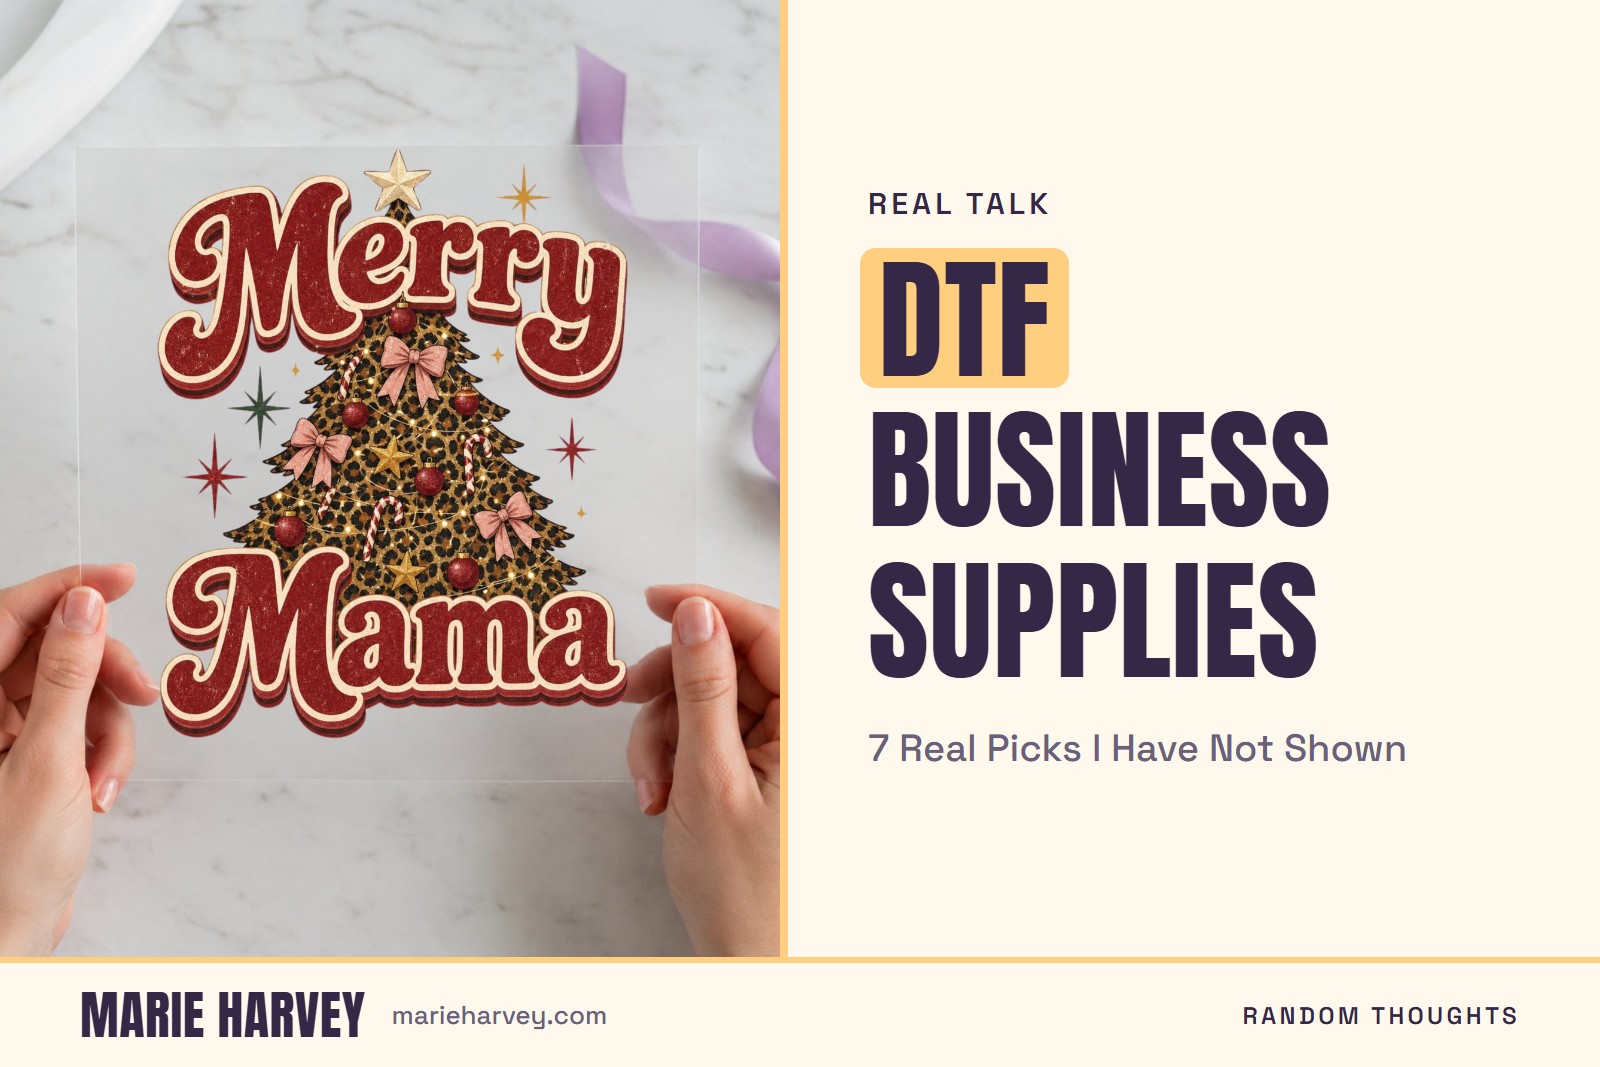 Merry
Mama
REAL TALK
DTF
BUSINESS
SUPPLIES
7 Real Picks I Have Not Shown
MARIE HARVEY
marieharvey.com
RANDOM THOUGHTS